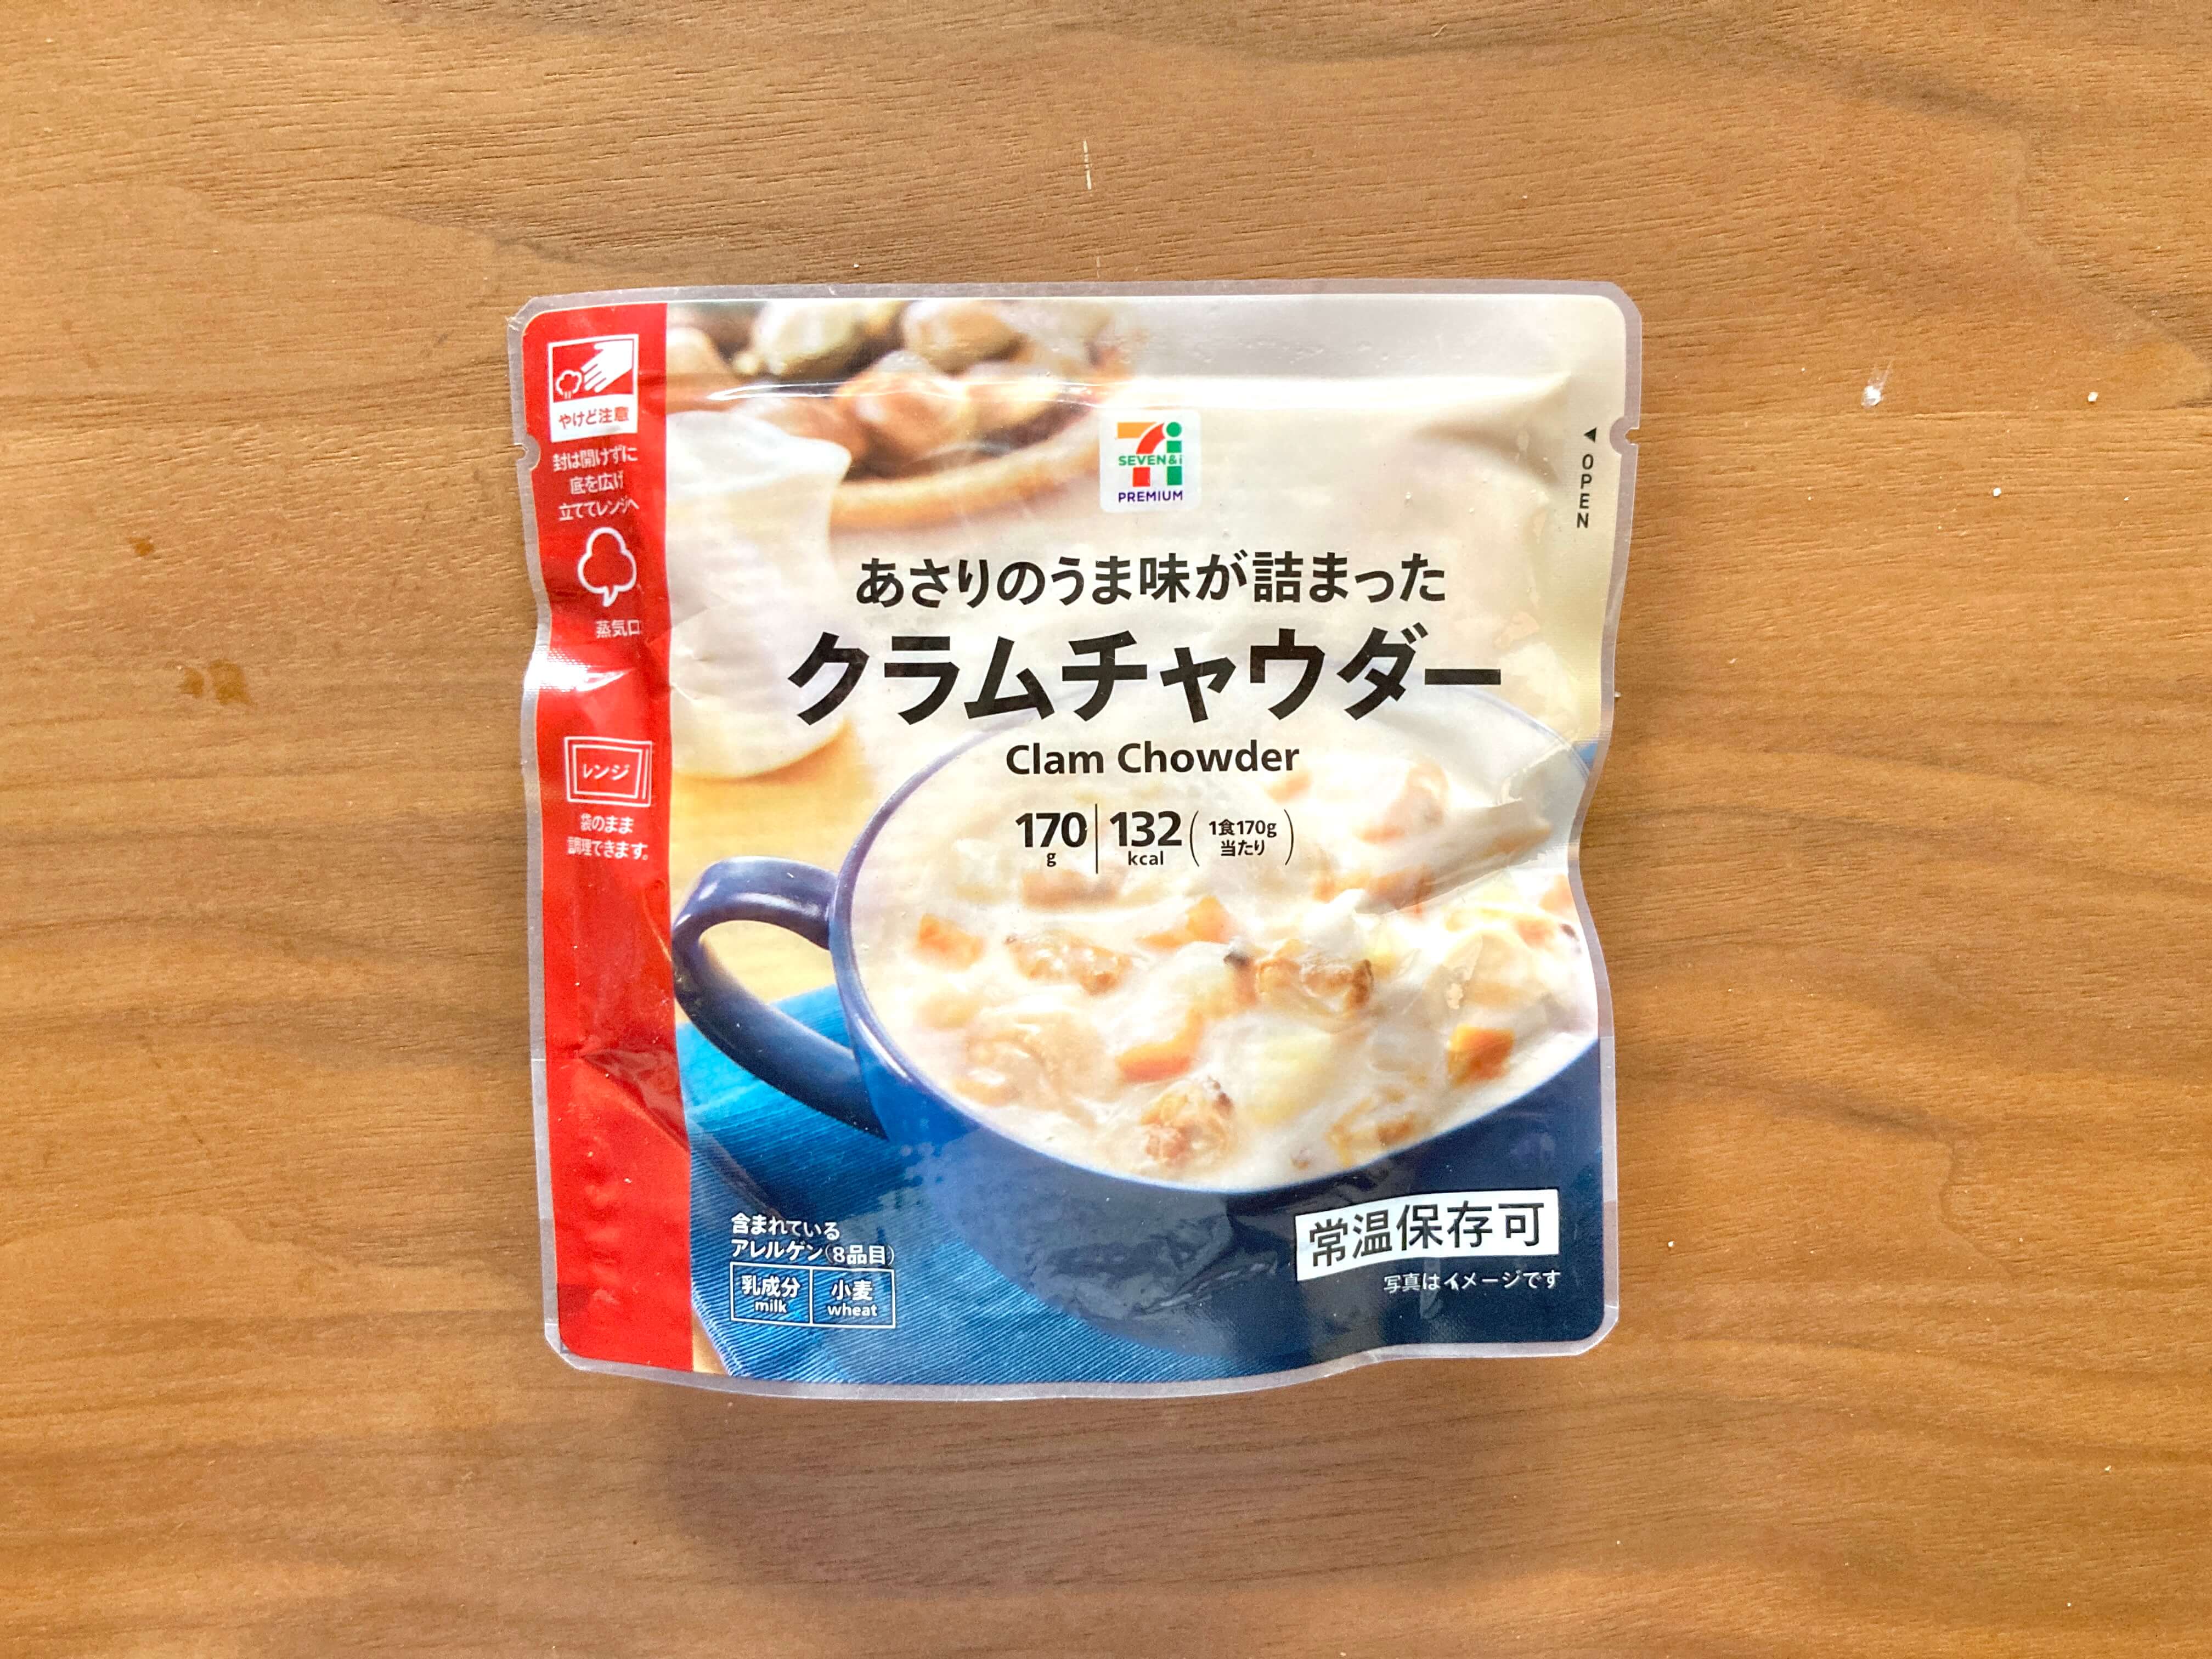 やけど注意
封は開けずに
底を広げ
立ててレンジへ
蒸気口
レンジ
袋のまま
調理できます。
SEVEN&i
PREMIUM
OPEN
あさりのうま味が詰まった
クラムチャウダー
Clam Chowder
170g 132kcal (1食170g当たり)
含まれている
アレルゲン(8品目)
乳成分 小麦
milk wheat
常温保存可
写真はイメージです